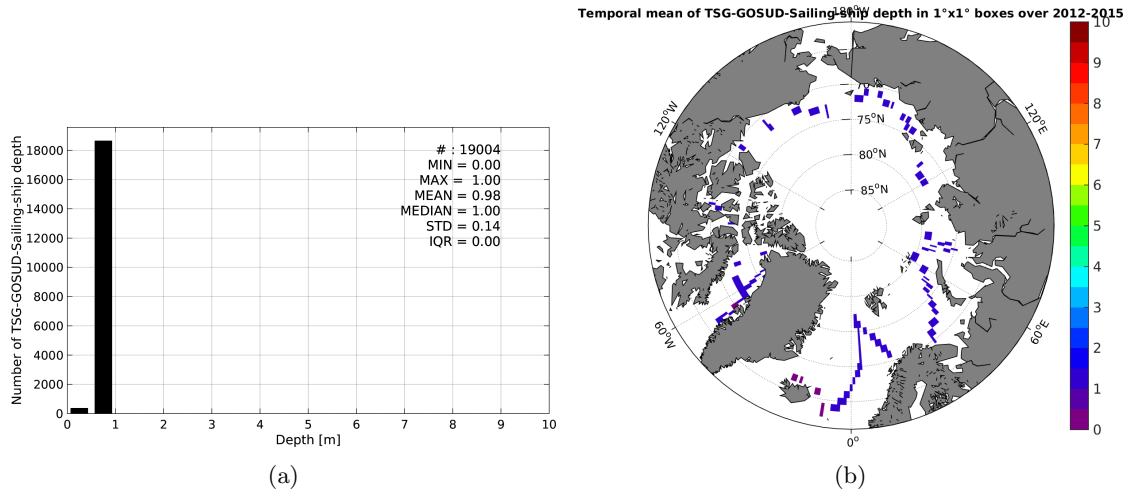 Number of TSG-GOSUD-Sailing-ship depth
18000
16000
14000
12000
10000
8000
6000
4000
2000
0
# : 19004
MIN = 0.00
MAX = 1.00
MEAN = 0.98
MEDIAN = 1.00
STD = 0.14
IQR = 0.00
0 1 2 3 4 5 6 7 8 9 10
Depth [m]
(a)
Temporal mean of TSG-GOSUD-Sailing-ship depth in 1°x1° boxes over 2012-2015
180°W
120°W
120°E
75°N
80°N
85°N
60°W
60°E
0°
10
9
8
7
6
5
4
3
2
1
0
(b)